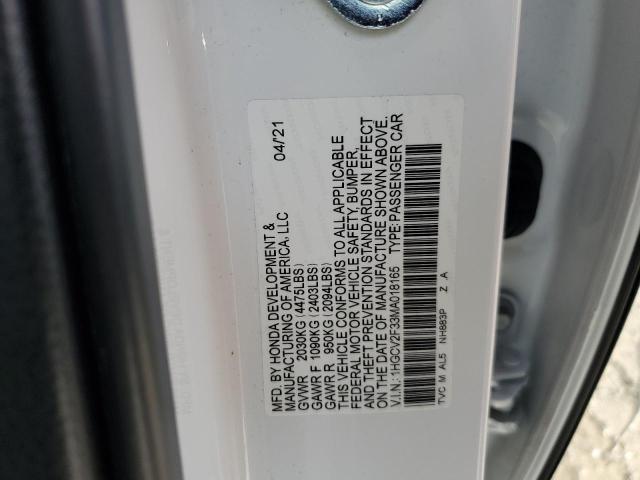 MFD. BY HONDA DEVELOPMENT & 04/21
MANUFACTURING OF AMERICA, LLC
GVWR 2030KG (4475LBS)
GAWR F 1090KG (2403LBS)
GAWR R 950KG (2094LBS)
THIS VEHICLE CONFORMS TO ALL APPLICABLE
FEDERAL MOTOR VEHICLE SAFETY, BUMPER,
AND THEFT PREVENTION STANDARDS IN EFFECT
ON THE DATE OF MANUFACTURE SHOWN ABOVE.
V.I.N.: 1HGCV2F33MA018165 TYPE: PASSENGER CAR
TVC M AL5 NH883P Z A